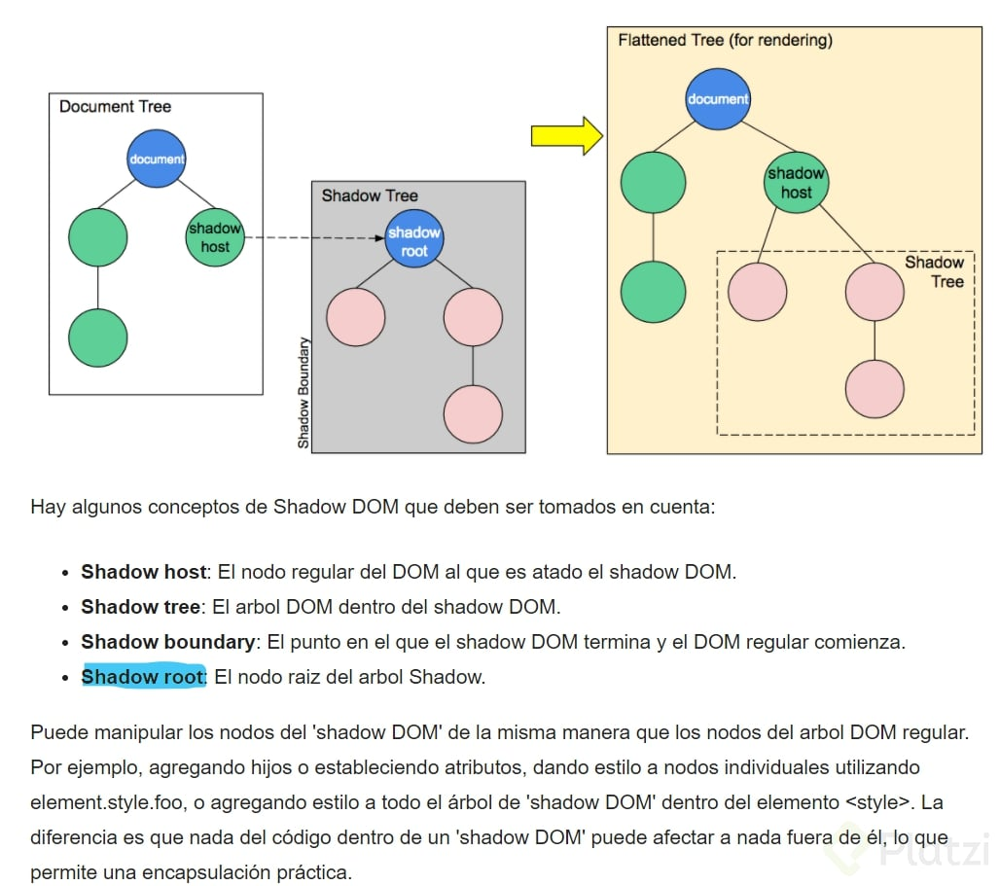 Flattened Tree (for rendering)
document
shadow
host
Shadow
Tree
Document Tree
document
shadow
host
Shadow Tree
shadow
root
Shadow Boundary
Hay algunos conceptos de Shadow DOM que deben ser tomados en cuenta:
Shadow host: El nodo regular del DOM al que es atado el shadow DOM.
Shadow tree: El arbol DOM dentro del shadow DOM.
Shadow boundary: El punto en el que el shadow DOM termina y el DOM regular comienza.
Shadow root: El nodo raiz del arbol Shadow.
Puede manipular los nodos del 'shadow DOM' de la misma manera que los nodos del arbol DOM regular.
Por ejemplo, agregando hijos o estableciendo atributos, dando estilo a nodos individuales utilizando
element.style.foo, o agregando estilo a todo el árbol de 'shadow DOM' dentro del elemento <style>. La
diferencia es que nada del código dentro de un 'shadow DOM' puede afectar a nada fuera de él, lo que
permite una encapsulación práctica.
Platzi